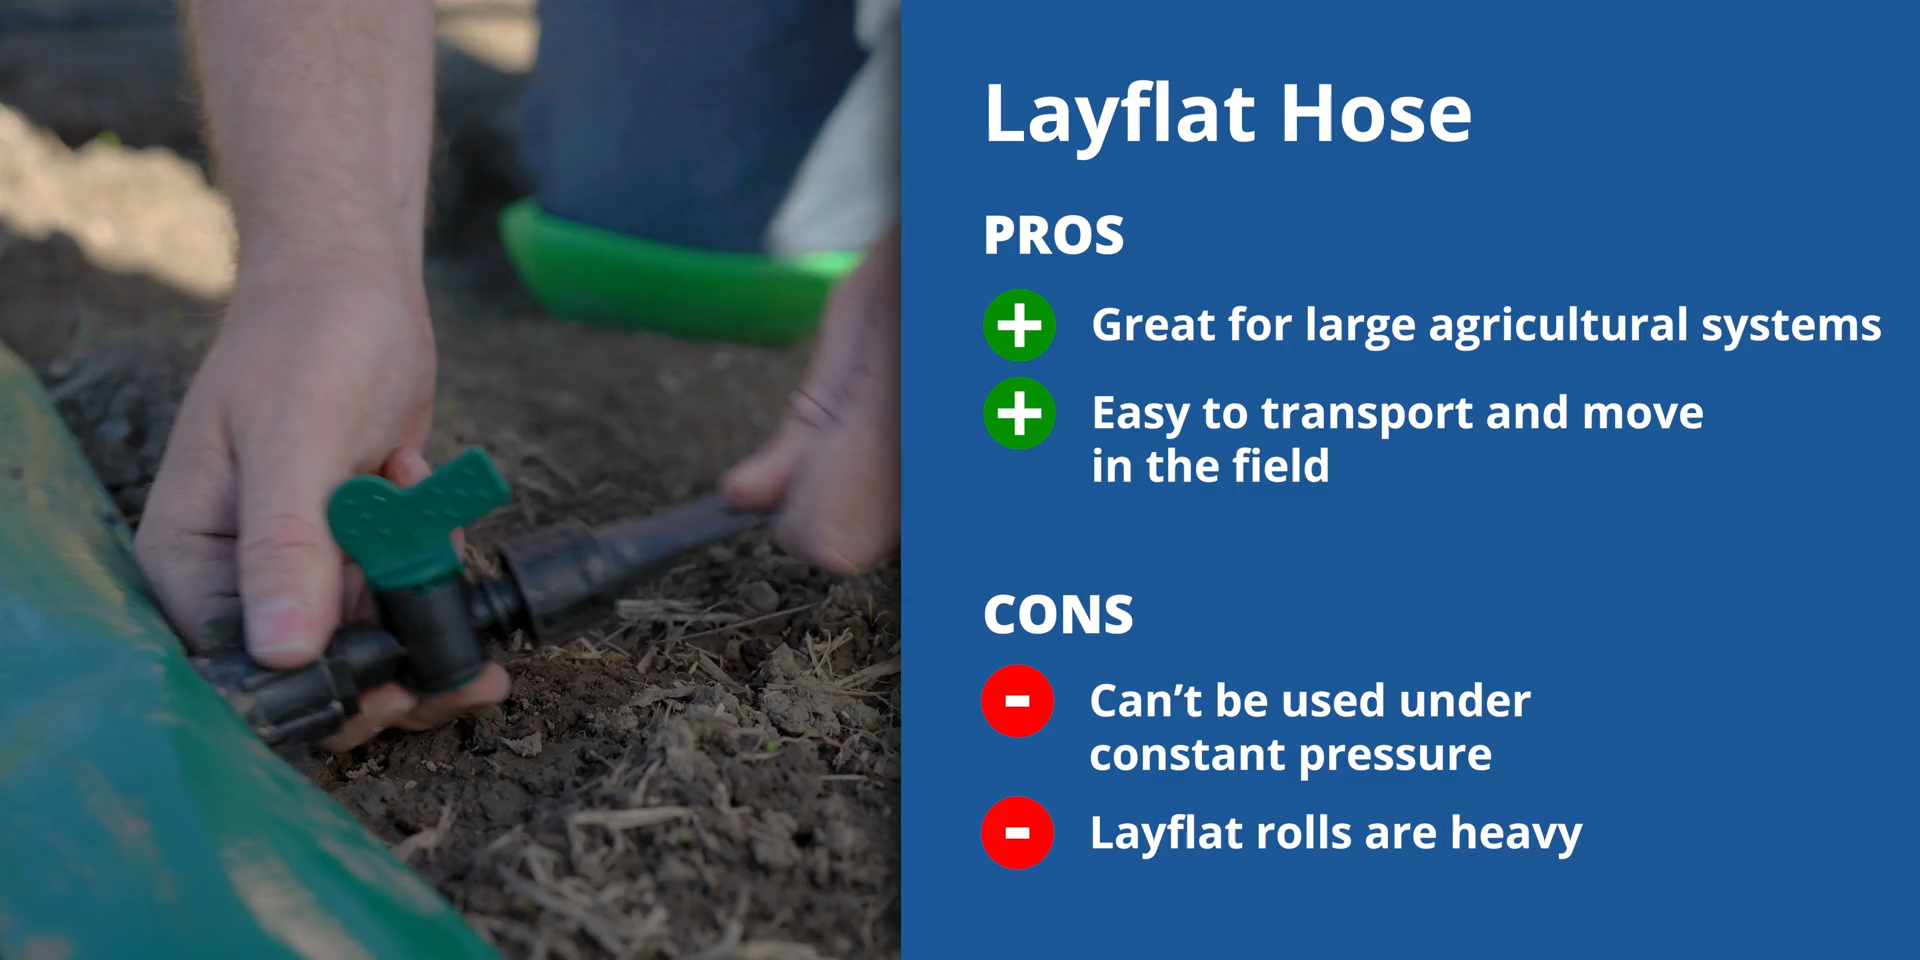 Layflat Hose
PROS
+ Great for large agricultural systems
+ Easy to transport and move
in the field
CONS
- Can’t be used under
constant pressure
- Layflat rolls are heavy